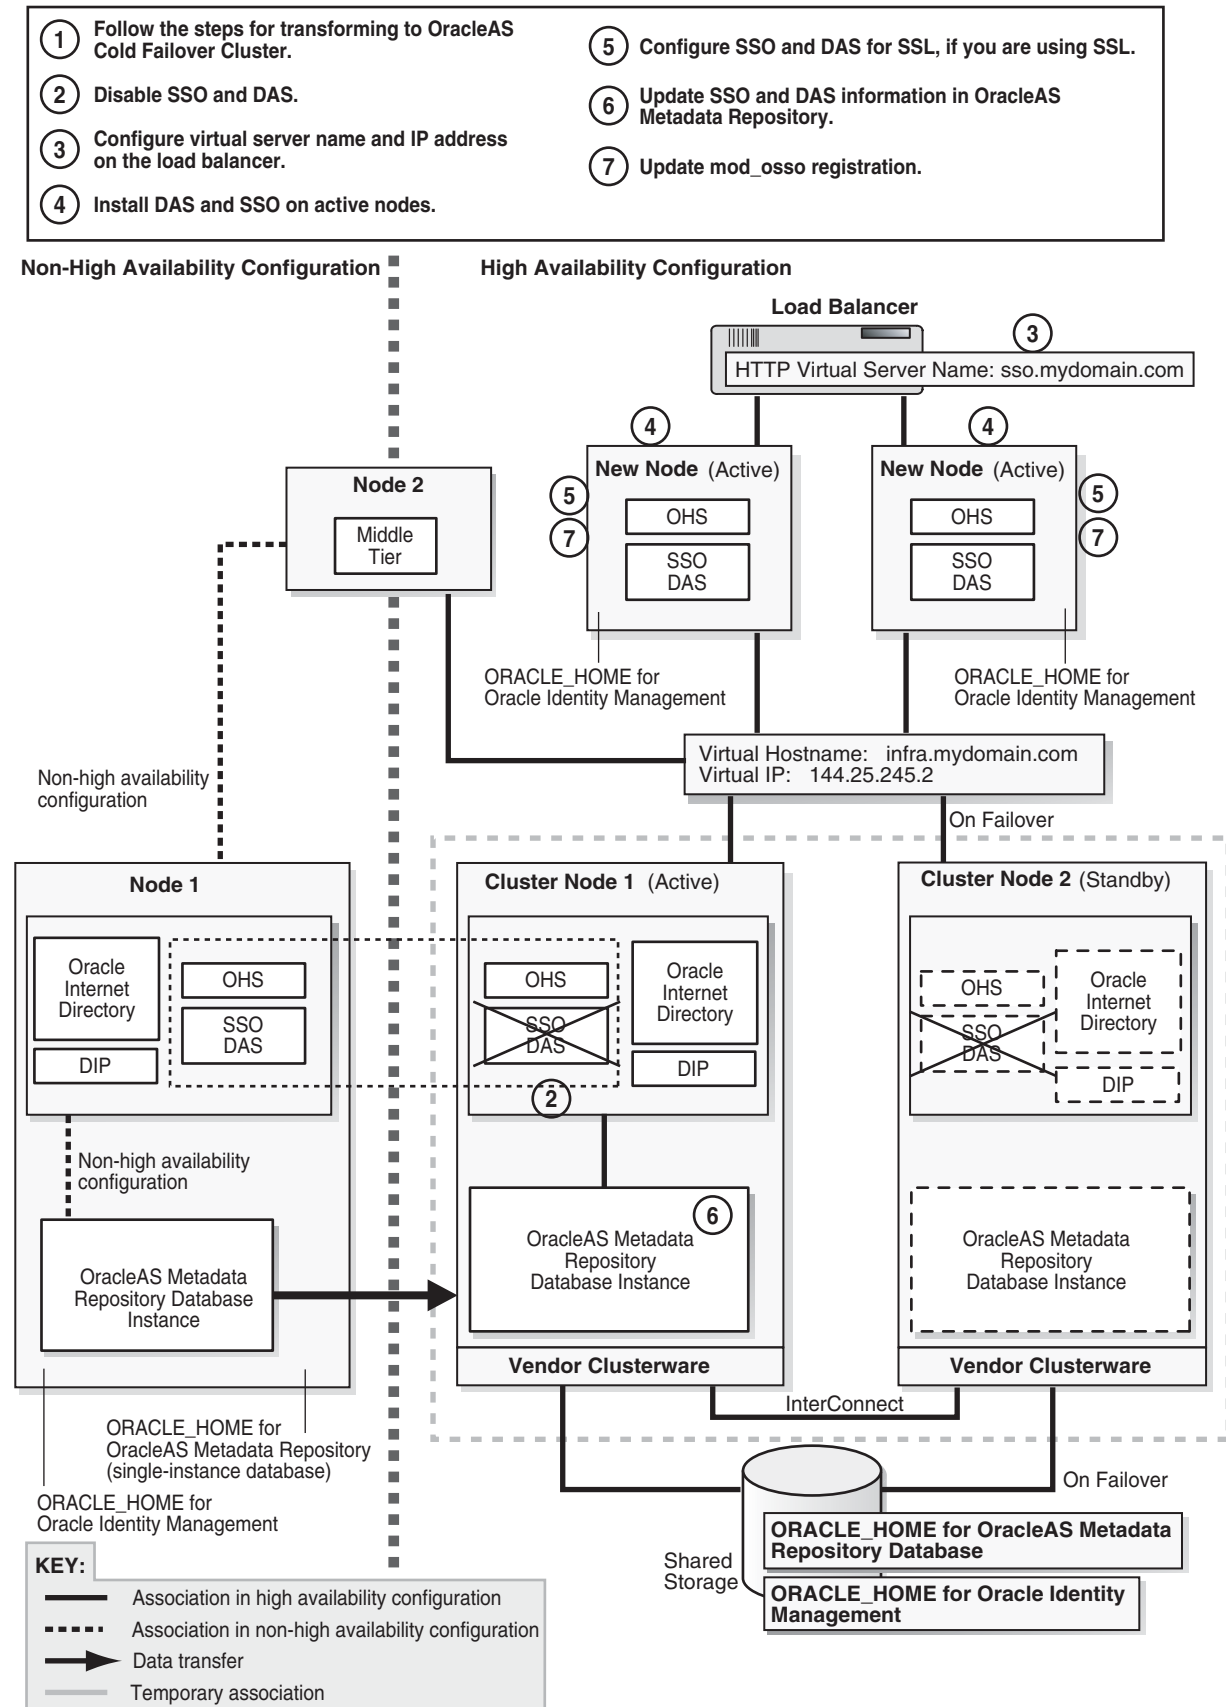 1 Follow the steps for transforming to OracleAS
Cold Failover Cluster.
2 Disable SSO and DAS.
3 Configure virtual server name and IP address
on the load balancer.
4 Install DAS and SSO on active nodes.
5 Configure SSO and DAS for SSL, if you are using SSL.
6 Update SSO and DAS information in OracleAS
Metadata Repository.
7 Update mod_osso registration.
Non-High Availability Configuration
High Availability Configuration
Load Balancer
3
HTTP Virtual Server Name: sso.mydomain.com
4
4
Node 2
Middle
Tier
New Node (Active)
5
7
OHS
SSO
DAS
New Node (Active)
5
7
OHS
SSO
DAS
ORACLE_HOME for
Oracle Identity Management
ORACLE_HOME for
Oracle Identity Management
Virtual Hostname: infra.mydomain.com
Virtual IP: 144.25.245.2
Non-high availability
configuration
On Failover
Node 1
Oracle
Internet
Directory
DIP
OHS
SSO
DAS
Cluster Node 1 (Active)
OHS
SSO
DAS
Oracle
Internet
Directory
DIP
2
Cluster Node 2 (Standby)
OHS
SSO
DAS
Oracle
Internet
Directory
DIP
Non-high availability
configuration
OracleAS Metadata
Repository Database
Instance
6
OracleAS Metadata
Repository
Database Instance
OracleAS Metadata
Repository
Database Instance
Vendor Clusterware
Vendor Clusterware
InterConnect
ORACLE_HOME for
OracleAS Metadata Repository
(single-instance database)
ORACLE_HOME for
Oracle Identity Management
On Failover
Shared
Storage
ORACLE_HOME for OracleAS Metadata
Repository Database
ORACLE_HOME for Oracle Identity
Management
KEY:
Association in high availability configuration
Association in non-high availability configuration
Data transfer
Temporary association